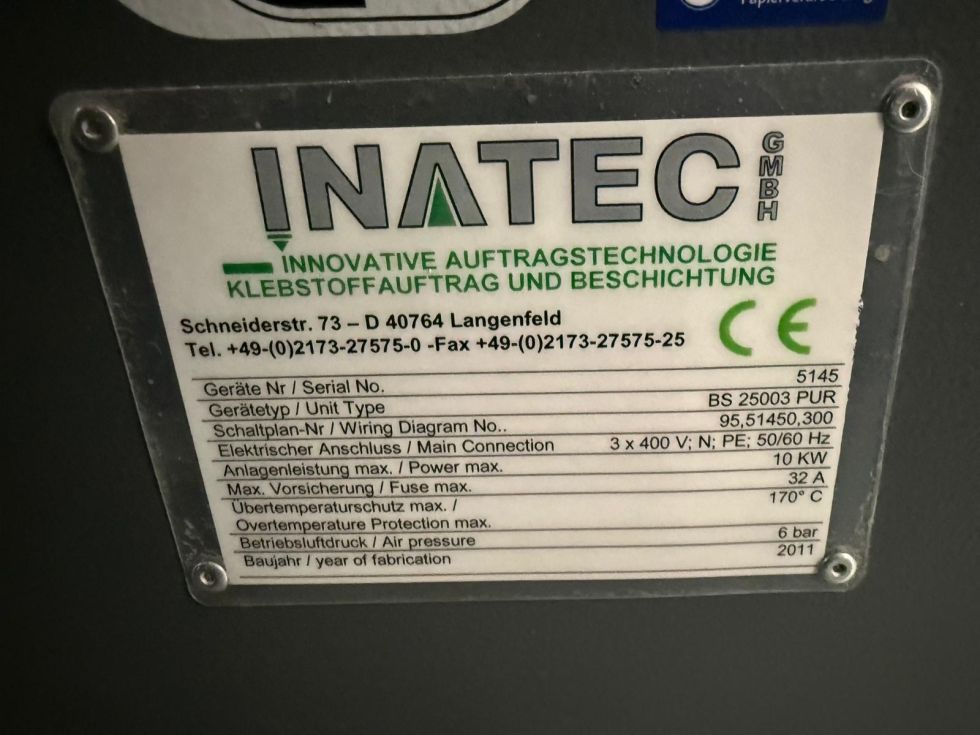 INATEC GMBH
INNOVATIVE AUFTRAGSTECHNOLOGIE
KLEBSTOFFAUFTRAG UND BESCHICHTUNG
Schneiderstr. 73 – D 40764 Langenfeld
Tel. +49-(0)2173-27575-0 -Fax +49-(0)2173-27575-25
CE
Geräte Nr / Serial No. 5145
Gerätetyp / Unit Type BS 25003 PUR
Schaltplan-Nr / Wiring Diagram No.. 95,51450,300
Elektrischer Anschluss / Main Connection 3 x 400 V; N; PE; 50/60 Hz
Anlagenleistung max. / Power max. 10 KW
Max. Vorsicherung / Fuse max. 32 A
Übertemperaturschutz max. / 170° C
Overtemperature Protection max.
Betriebsluftdruck / Air pressure 6 bar
Baujahr / year of fabrication 2011